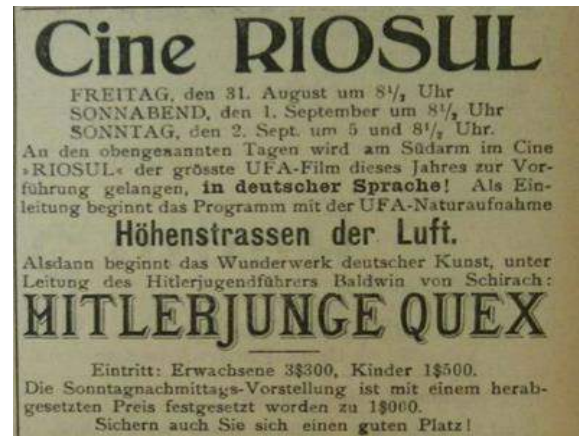 Cine RIOSUL
FREITAG, den 31. August um 8½ Uhr
SONNABEND, den 1. September um 8½ Uhr
SONNTAG, den 2. Sept. um 5 und 8½ Uhr.
An den obengenannten Tagen wird am Südarm im Cine
»RIOSUL« der grösste UFA-Film dieses Jahres zur Vor-
führung gelangen, in deutscher Sprache! Als Ein-
leitung beginnt das Programm mit der UFA-Naturaufnahme
Höhenstrassen der Luft.
Alsdann beginnt das Wunderwerk deutscher Kunst, unter
Leitung des Hitlerjugendführers Baldwin von Schirach:
HITLERJUNGE QUEX
Eintritt: Erwachsene 3$300, Kinder 1$500.
Die Sonntagnachmittags-Vorstellung ist mit einem herab-
gesetzten Preis festgesetzt worden zu 1$000.
Sichern auch Sie sich einen guten Platz!